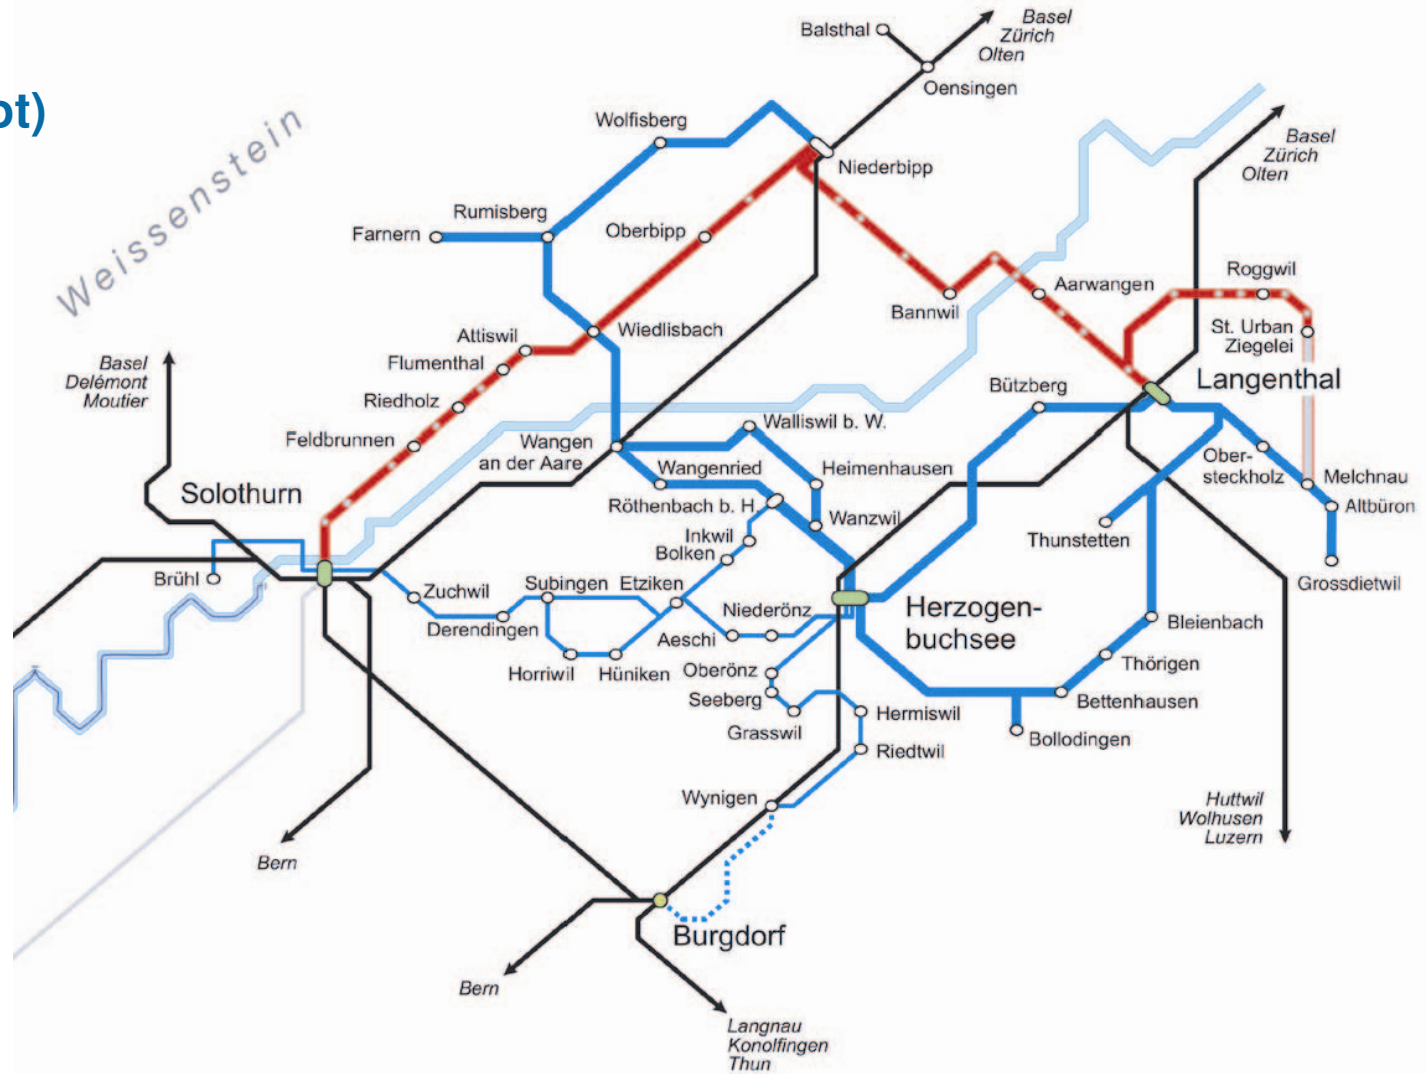 ot)
Basel
Zürich
Olten
Balsthal
Oensingen
Wolfisberg
Niederbipp
Basel
Zürich
Olten
Weissenstein
Rumisberg
Farnern
Oberbipp
Bannwil
Aarwangen
Roggwil
St. Urban
Ziegelei
Attiswil
Wiedlisbach
Flumenthal
Basel
Delémont
Moutier
Riedholz
Bützberg
Langenthal
Feldbrunnen
Wangen
an der Aare
Walliswil b. W.
Wangenried
Heimenhausen
Ober-
steckholz
Melchnau
Altbüron
Solothurn
Röthenbach b. H.
Wanzwil
Inkwil
Bolken
Thunstetten
Grossdietwil
Brühl
Zuchwil
Subingen
Etziken
Derendingen
Niederönz
Herzogen-
buchsee
Bleienbach
Aeschi
Horriwil
Hüniken
Oberönz
Thörigen
Seeberg
Bettenhausen
Grasswil
Hermiswil
Bollodingen
Riedtwil
Wynigen
Huttwil
Wolhusen
Luzern
Bern
Burgdorf
Bern
Langnau
Konolfingen
Thun